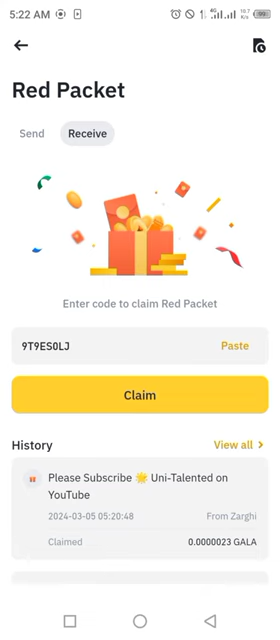 5:22 AM
Red Packet
Send
Receive
Enter code to claim Red Packet
9T9ES0LJ
Paste
Claim
History
View all
Please Subscribe 🌟 Uni-Talented on
YouTube
2024-03-05 05:20:48
From Zarghi
Claimed
0.0000023 GALA